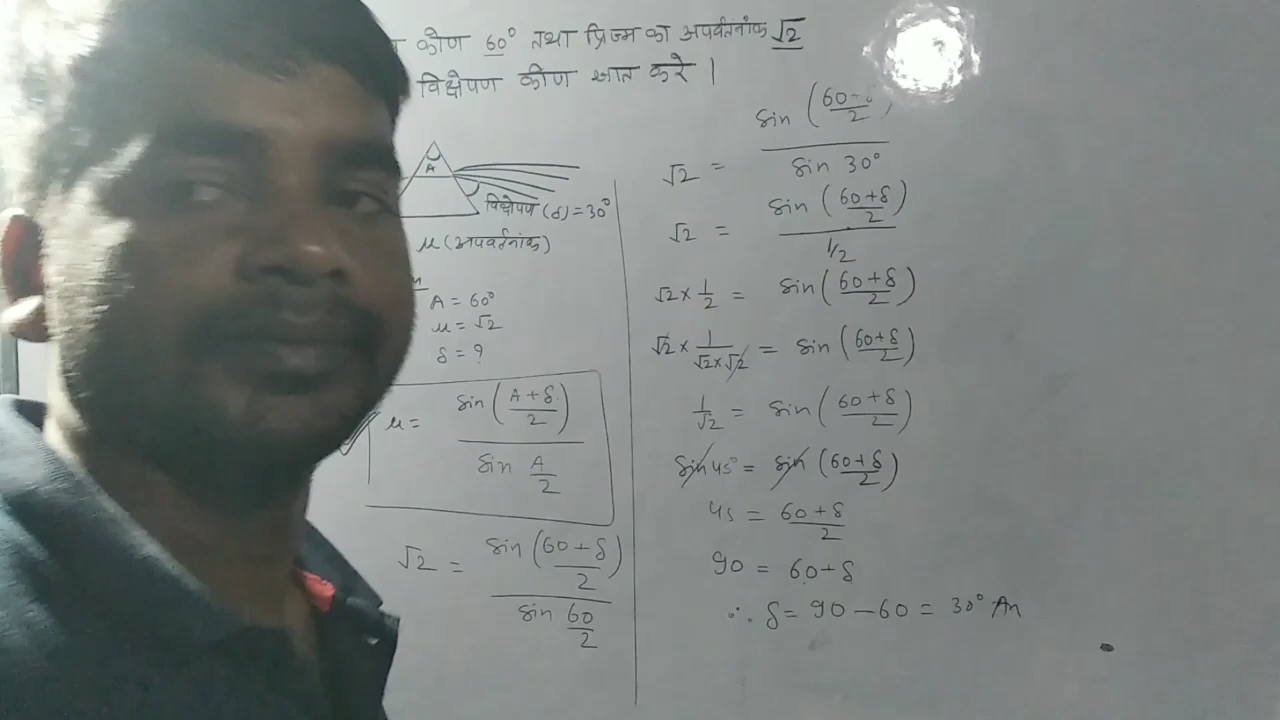 कोण 60° तथा प्रिज्म का अपवर्तनांक √2
विक्षेपण कोण ज्ञात करे ।
A
विक्षेपण (δ) = 30°
μ (अपवर्तनांक)
A = 60°
μ = √2
δ = ?
μ = sin (A + δ / 2) / sin A/2
√2 = sin (60 + δ / 2) / sin 60/2
√2 = sin (60 / 2) / sin 30°
√2 = sin (60 + δ / 2) / 1/2
√2 × 1/2 = sin (60 + δ / 2)
√2 × 1 / √2 × √2 = sin (60 + δ / 2)
1/√2 = sin (60 + δ / 2)
sin 45° = sin (60 + δ / 2)
45 = 60 + δ / 2
90 = 60 + δ
∴ δ = 90 – 60 = 30° An